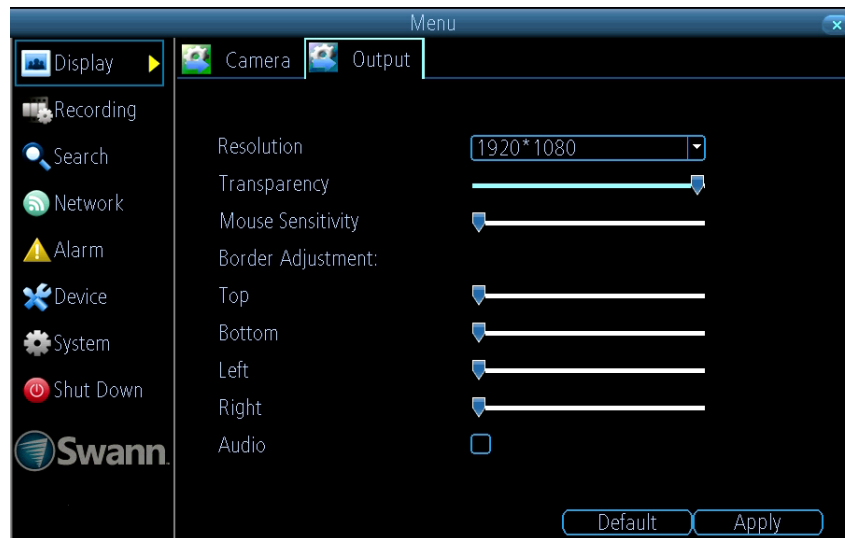 Menu
Display
Recording
Search
Network
Alarm
Device
System
Shut Down
Swann.
Camera
Output
Resolution
1920*1080
Transparency
Mouse Sensitivity
Border Adjustment:
Top
Bottom
Left
Right
Audio
Default
Apply